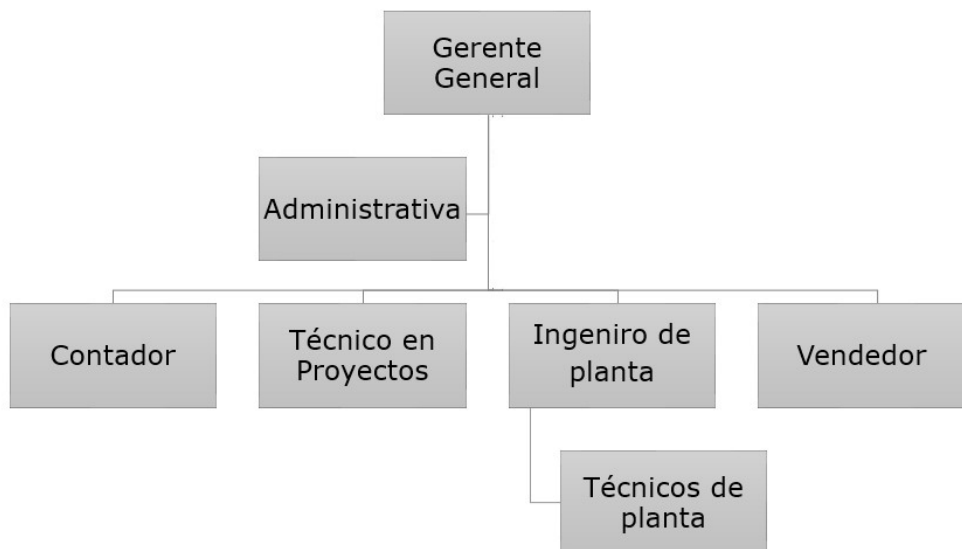 Gerente
General
Administrativa
Contador
Técnico en
Proyectos
Ingeniro de
planta
Vendedor
Técnicos de
planta